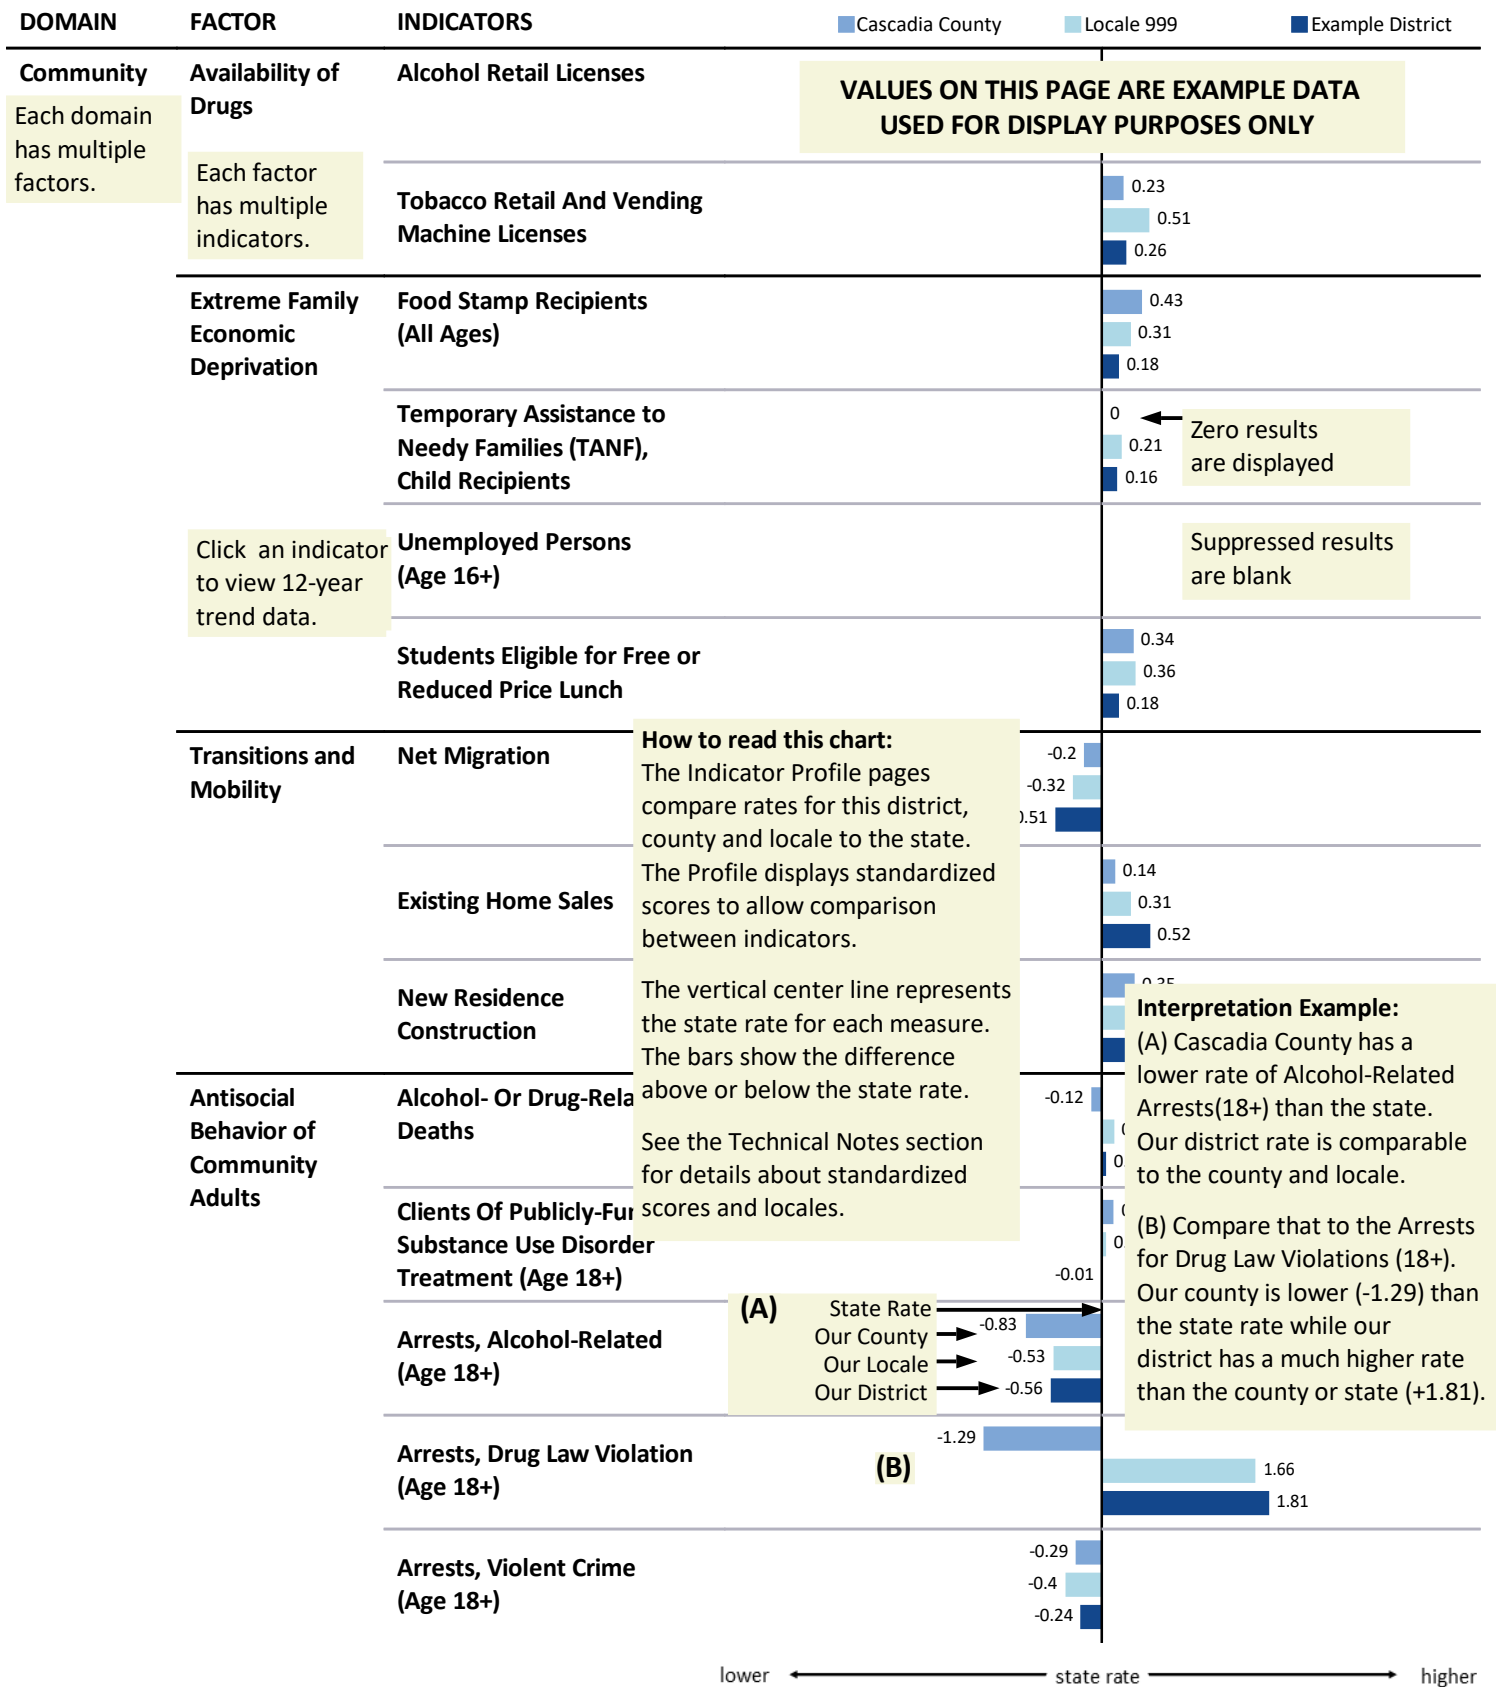 DOMAIN FACTOR INDICATORS Cascadia County Locale 999 Example District
Community Availability of Drugs Alcohol Retail Licenses
VALUES ON THIS PAGE ARE EXAMPLE DATA
USED FOR DISPLAY PURPOSES ONLY
Each domain
has multiple
factors.
Each factor
has multiple
indicators.
Tobacco Retail And Vending
Machine Licenses
0.23
0.51
0.26
Extreme Family
Economic
Deprivation
Food Stamp Recipients
(All Ages)
0.43
0.31
0.18
Temporary Assistance to
Needy Families (TANF),
Child Recipients
0
0.21
0.16
Zero results
are displayed
Click an indicator
to view 12-year
trend data.
Unemployed Persons
(Age 16+)
Suppressed results
are blank
Students Eligible for Free or
Reduced Price Lunch
0.34
0.36
0.18
Transitions and
Mobility
Net Migration
-0.2
-0.32
0.51
Existing Home Sales
0.14
0.31
0.52
New Residence
Construction
How to read this chart:
The Indicator Profile pages
compare rates for this district,
county and locale to the state.
The Profile displays standardized
scores to allow comparison
between indicators.
The vertical center line represents
the state rate for each measure.
The bars show the difference
above or below the state rate.
See the Technical Notes section
for details about standardized
scores and locales.
Antisocial
Behavior of
Community
Adults
Alcohol- Or Drug-Rela
Deaths
-0.12
0.
Clients Of Publicly-Fu
Substance Use Disorder
Treatment (Age 18+)
0.
-0.01
Interpretation Example:
(A) Cascadia County has a
lower rate of Alcohol-Related
Arrests(18+) than the state.
Our district rate is comparable
to the county and locale.
(B) Compare that to the Arrests
for Drug Law Violations (18+).
Our county is lower (-1.29) than
the state rate while our
district has a much higher rate
than the county or state (+1.81).
Arrests, Alcohol-Related
(Age 18+)
(A) State Rate
Our County -0.83
Our Locale -0.53
Our District -0.56
Arrests, Drug Law Violation
(Age 18+)
(B)
-1.29
1.66
1.81
Arrests, Violent Crime
(Age 18+)
-0.29
-0.4
-0.24
lower state rate higher